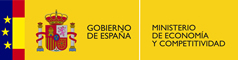 GOBIERNO
DE ESPAÑA
MINISTERIO
DE ECONOMÍA
Y COMPETITIVIDAD